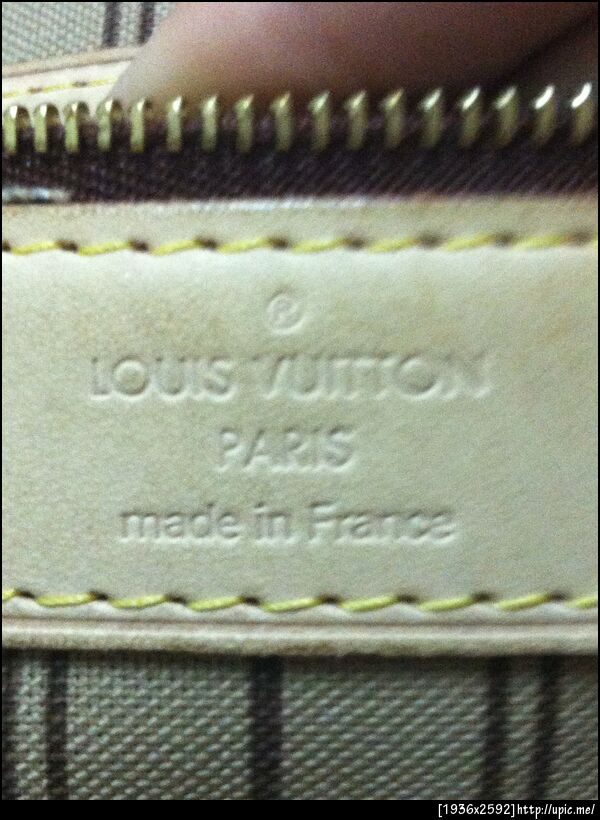 ®
LOUIS VUITTON
PARIS
made in France
[1936x2592]http://upic.me/